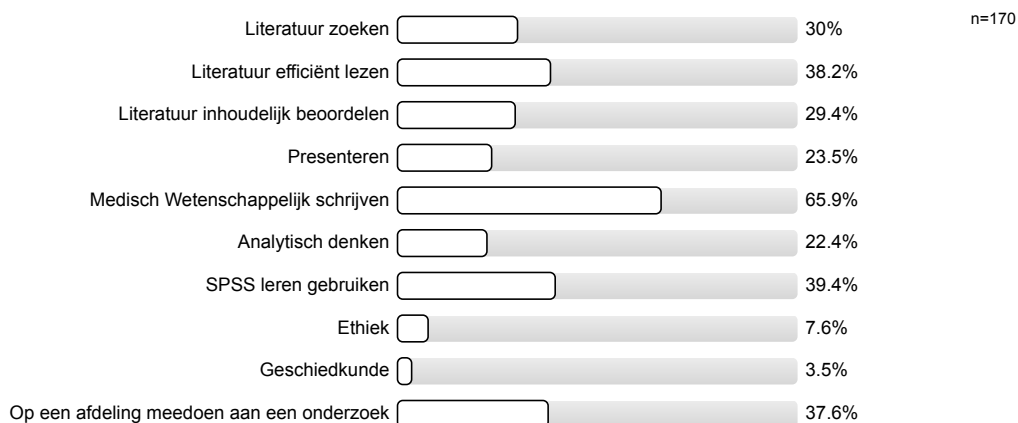 n=170
Literatuur zoeken 30%
Literatuur efficiënt lezen 38.2%
Literatuur inhoudelijk beoordelen 29.4%
Presenteren 23.5%
Medisch Wetenschappelijk schrijven 65.9%
Analytisch denken 22.4%
SPSS leren gebruiken 39.4%
Ethiek 7.6%
Geschiedkunde 3.5%
Op een afdeling meedoen aan een onderzoek 37.6%